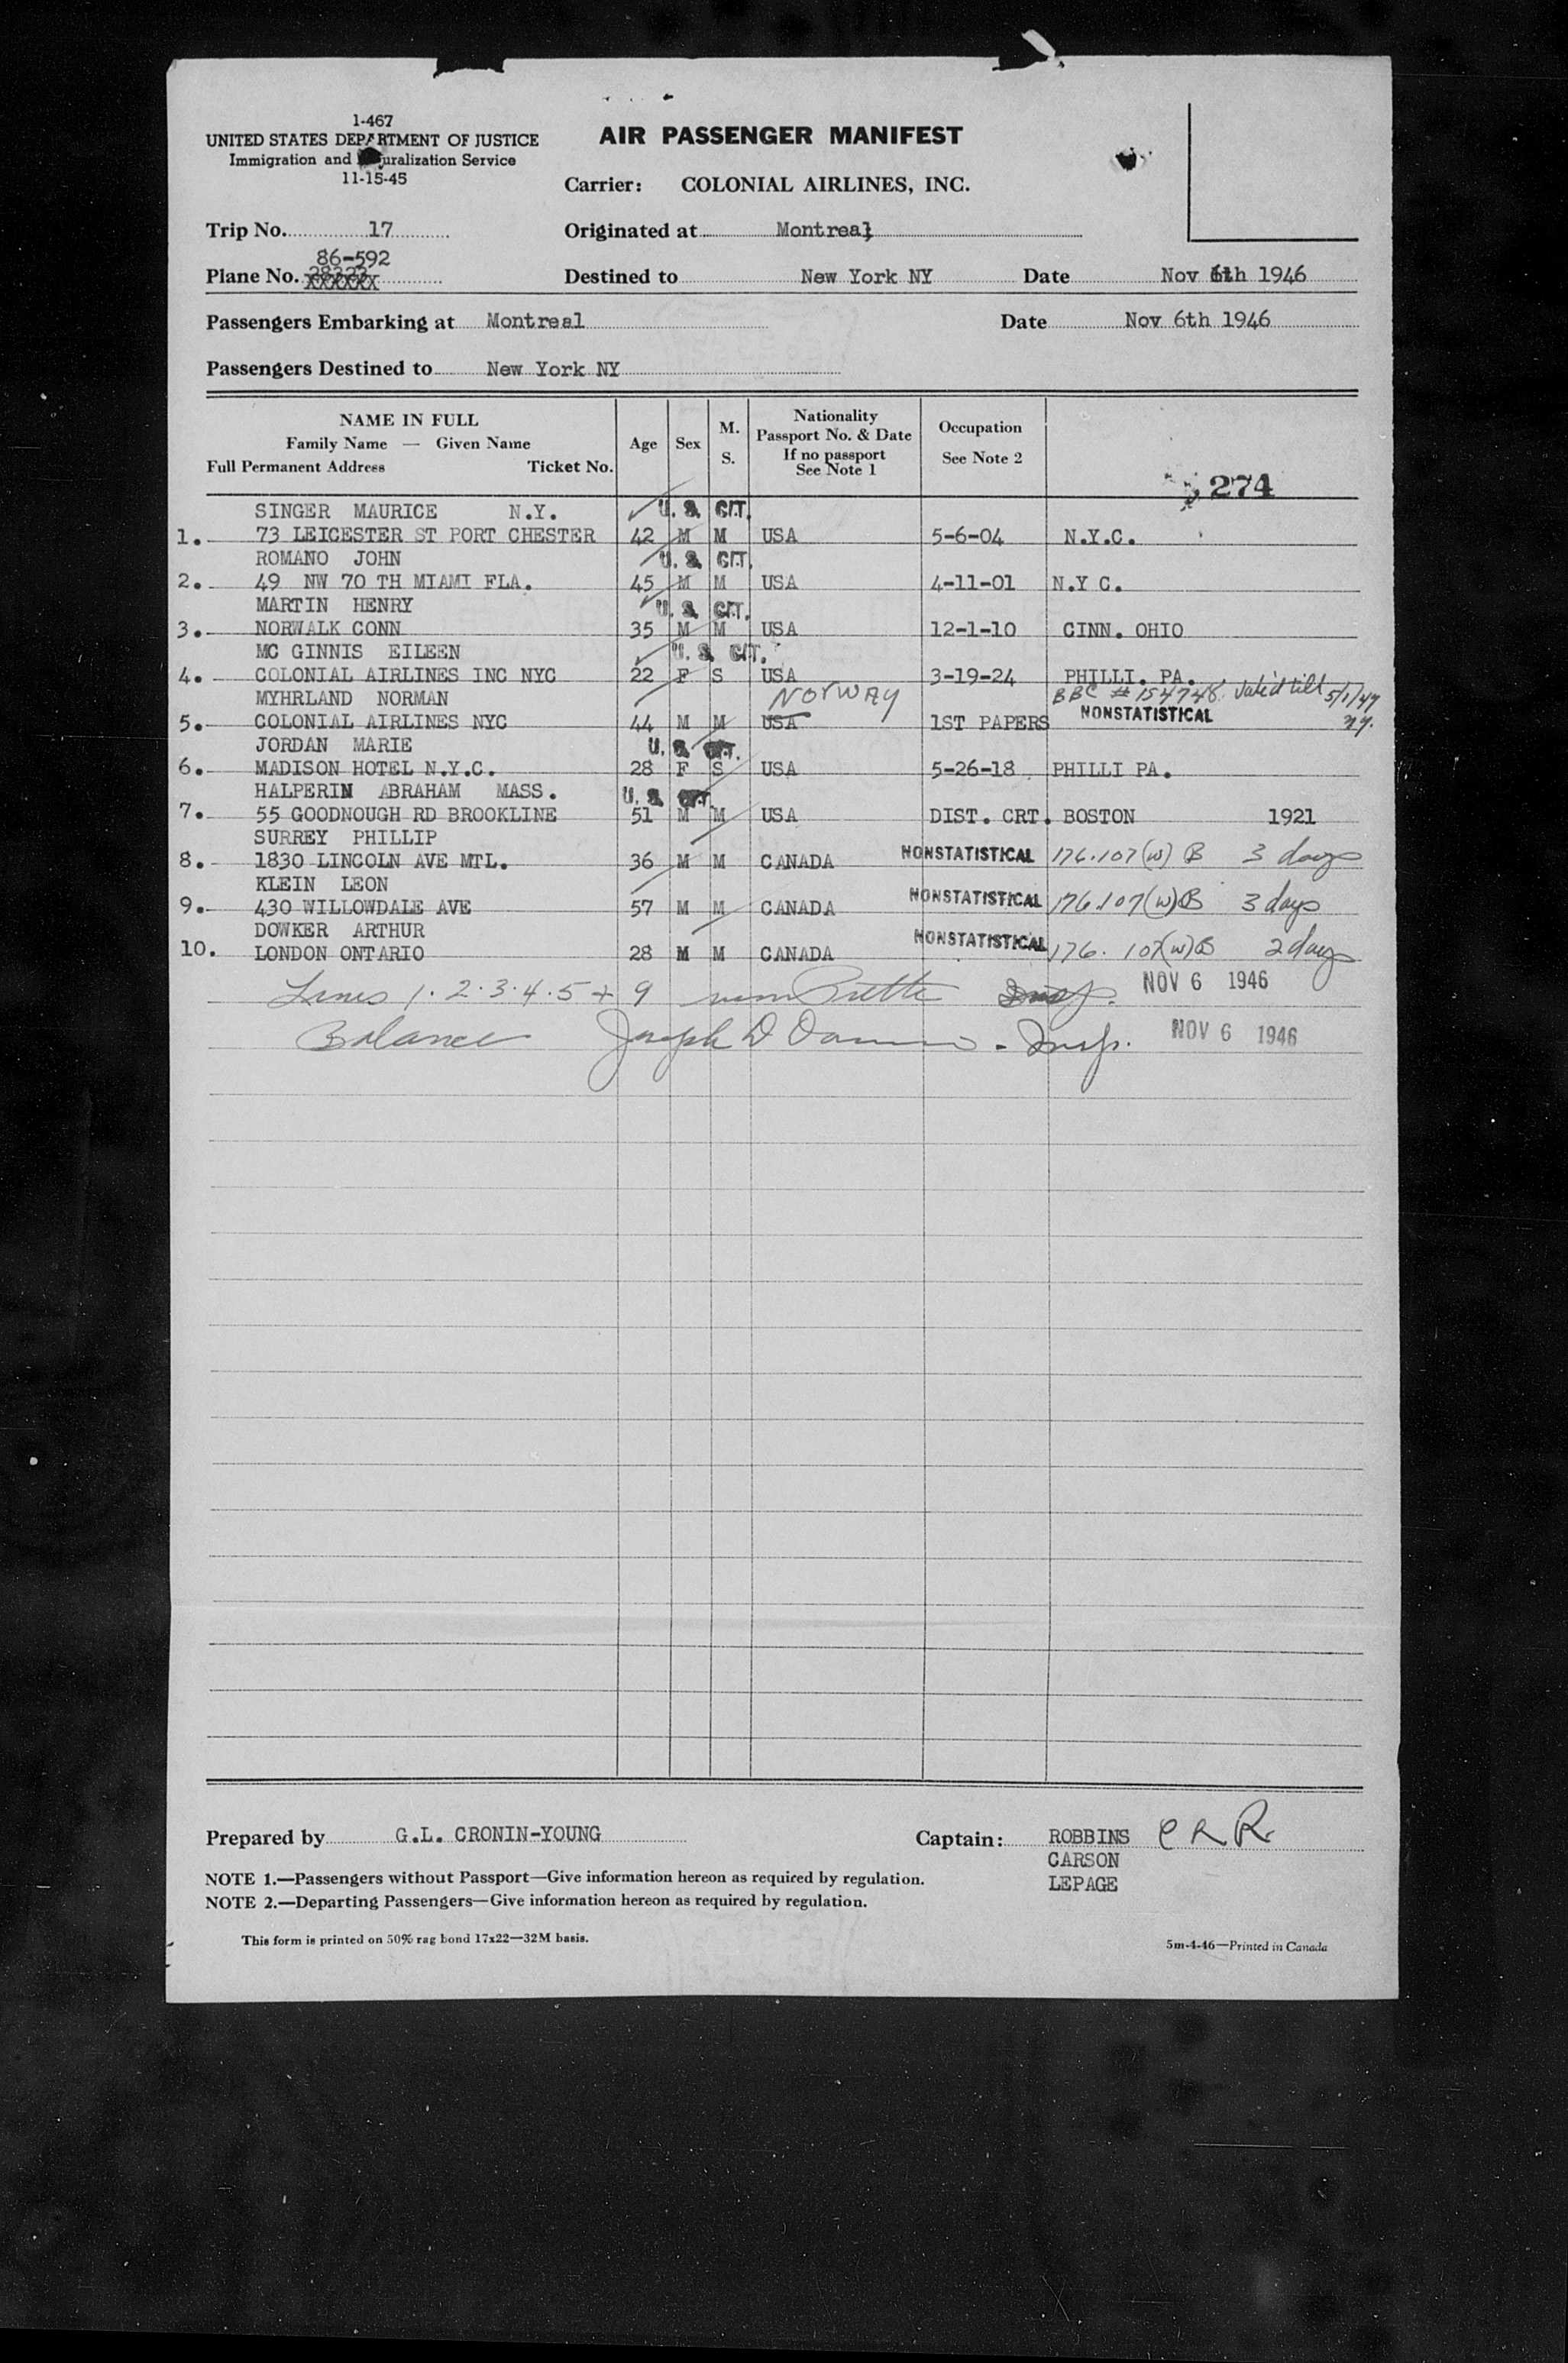 1-467
UNITED STATES DEPARTMENT OF JUSTICE
Immigration and uralization Service
11-15-45
AIR PASSENGER MANIFEST
Carrier: COLONIAL AIRLINES, INC.
Trip No. 17
Originated at Montreal
86-592
Plane No.
Destined to New York NY Date Nov 6th 1946
Passengers Embarking at Montreal Date Nov 6th 1946
Passengers Destined to New York NY
NAME IN FULL
Family Name — Given Name
Full Permanent Address Ticket No.
Age
Sex
M.
S.
Nationality
Passport No. & Date
If no passport
See Note 1
Occupation
See Note 2
274
SINGER MAURICE N.Y. U. S. CIT.
1. 73 LEICESTER ST PORT CHESTER 42 M M USA 5-6-04 N.Y.C.
ROMANO JOHN U. S. CIT.
2. 49 NW 70 TH MIAMI FLA. 45 M M USA 4-11-01 N.Y C.
MARTIN HENRY U. S. CIT.
3. NORWALK CONN 35 M M USA 12-1-10 CINN. OHIO
MC GINNIS EILEEN U. S. CIT.
4. COLONIAL AIRLINES INC NYC 22 F S USA 3-19-24 PHILLI. PA.
MYHRLAND NORMAN NORWAY BBC # 154748 Valid till 5/1/47
5. COLONIAL AIRLINES NYC 44 M M USA 1ST PAPERS NONSTATISTICAL
JORDAN MARIE U. S. CIT.
6. MADISON HOTEL N.Y.C. 28 F S USA 5-26-18 PHILLI PA.
HALPERIN ABRAHAM MASS. U. S. CIT.
7. 55 GOODNOUGH RD BROOKLINE 51 M M USA DIST. CRT. BOSTON 1921
SURREY PHILLIP
8. 1830 LINCOLN AVE MTL. 36 M M CANADA NONSTATISTICAL 176.107(W) B 3 days
KLEIN LEON
9. 430 WILLOWDALE AVE 57 M M CANADA NONSTATISTICAL 176.107(W)B 3 days
DOWKER ARTHUR
10. LONDON ONTARIO 28 M M CANADA NONSTATISTICAL 176. 107(W)B 2 days
Lines 1. 2. 3. 4. 5 + 9 Insp. NOV 6 1946
Balance Joseph D Insp. NOV 6 1946
Prepared by G.L. CRONIN-YOUNG
Captain: ROBBINS CRR
CARSON
LEPAGE
NOTE 1.—Passengers without Passport—Give information hereon as required by regulation.
NOTE 2.—Departing Passengers—Give information hereon as required by regulation.
This form is printed on 50% rag bond 17x22—32M basis.
5m-4-46—Printed in Canada